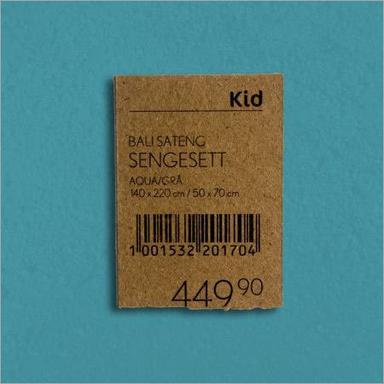 Kid
BALI SATENG
SENGESETT
AQUA/GRÅ
140 x 220 cm / 50 x 70 cm
1 001532 201704
449 90